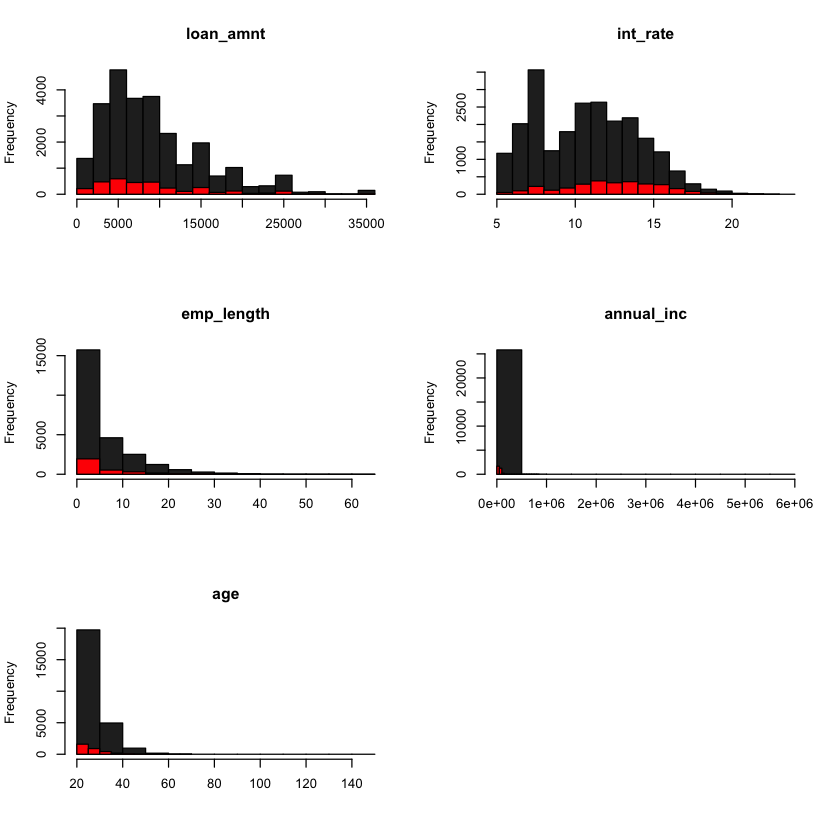 loan_amnt
Frequency
0 2000 4000
0 5000 15000 25000 35000
int_rate
Frequency
0 1000 2500
5 10 15 20
emp_length
Frequency
0 5000 15000
0 10 20 30 40 50 60
annual_inc
Frequency
0 10000 20000
0e+00 1e+06 2e+06 3e+06 4e+06 5e+06 6e+06
age
Frequency
0 5000 15000
20 40 60 80 100 120 140